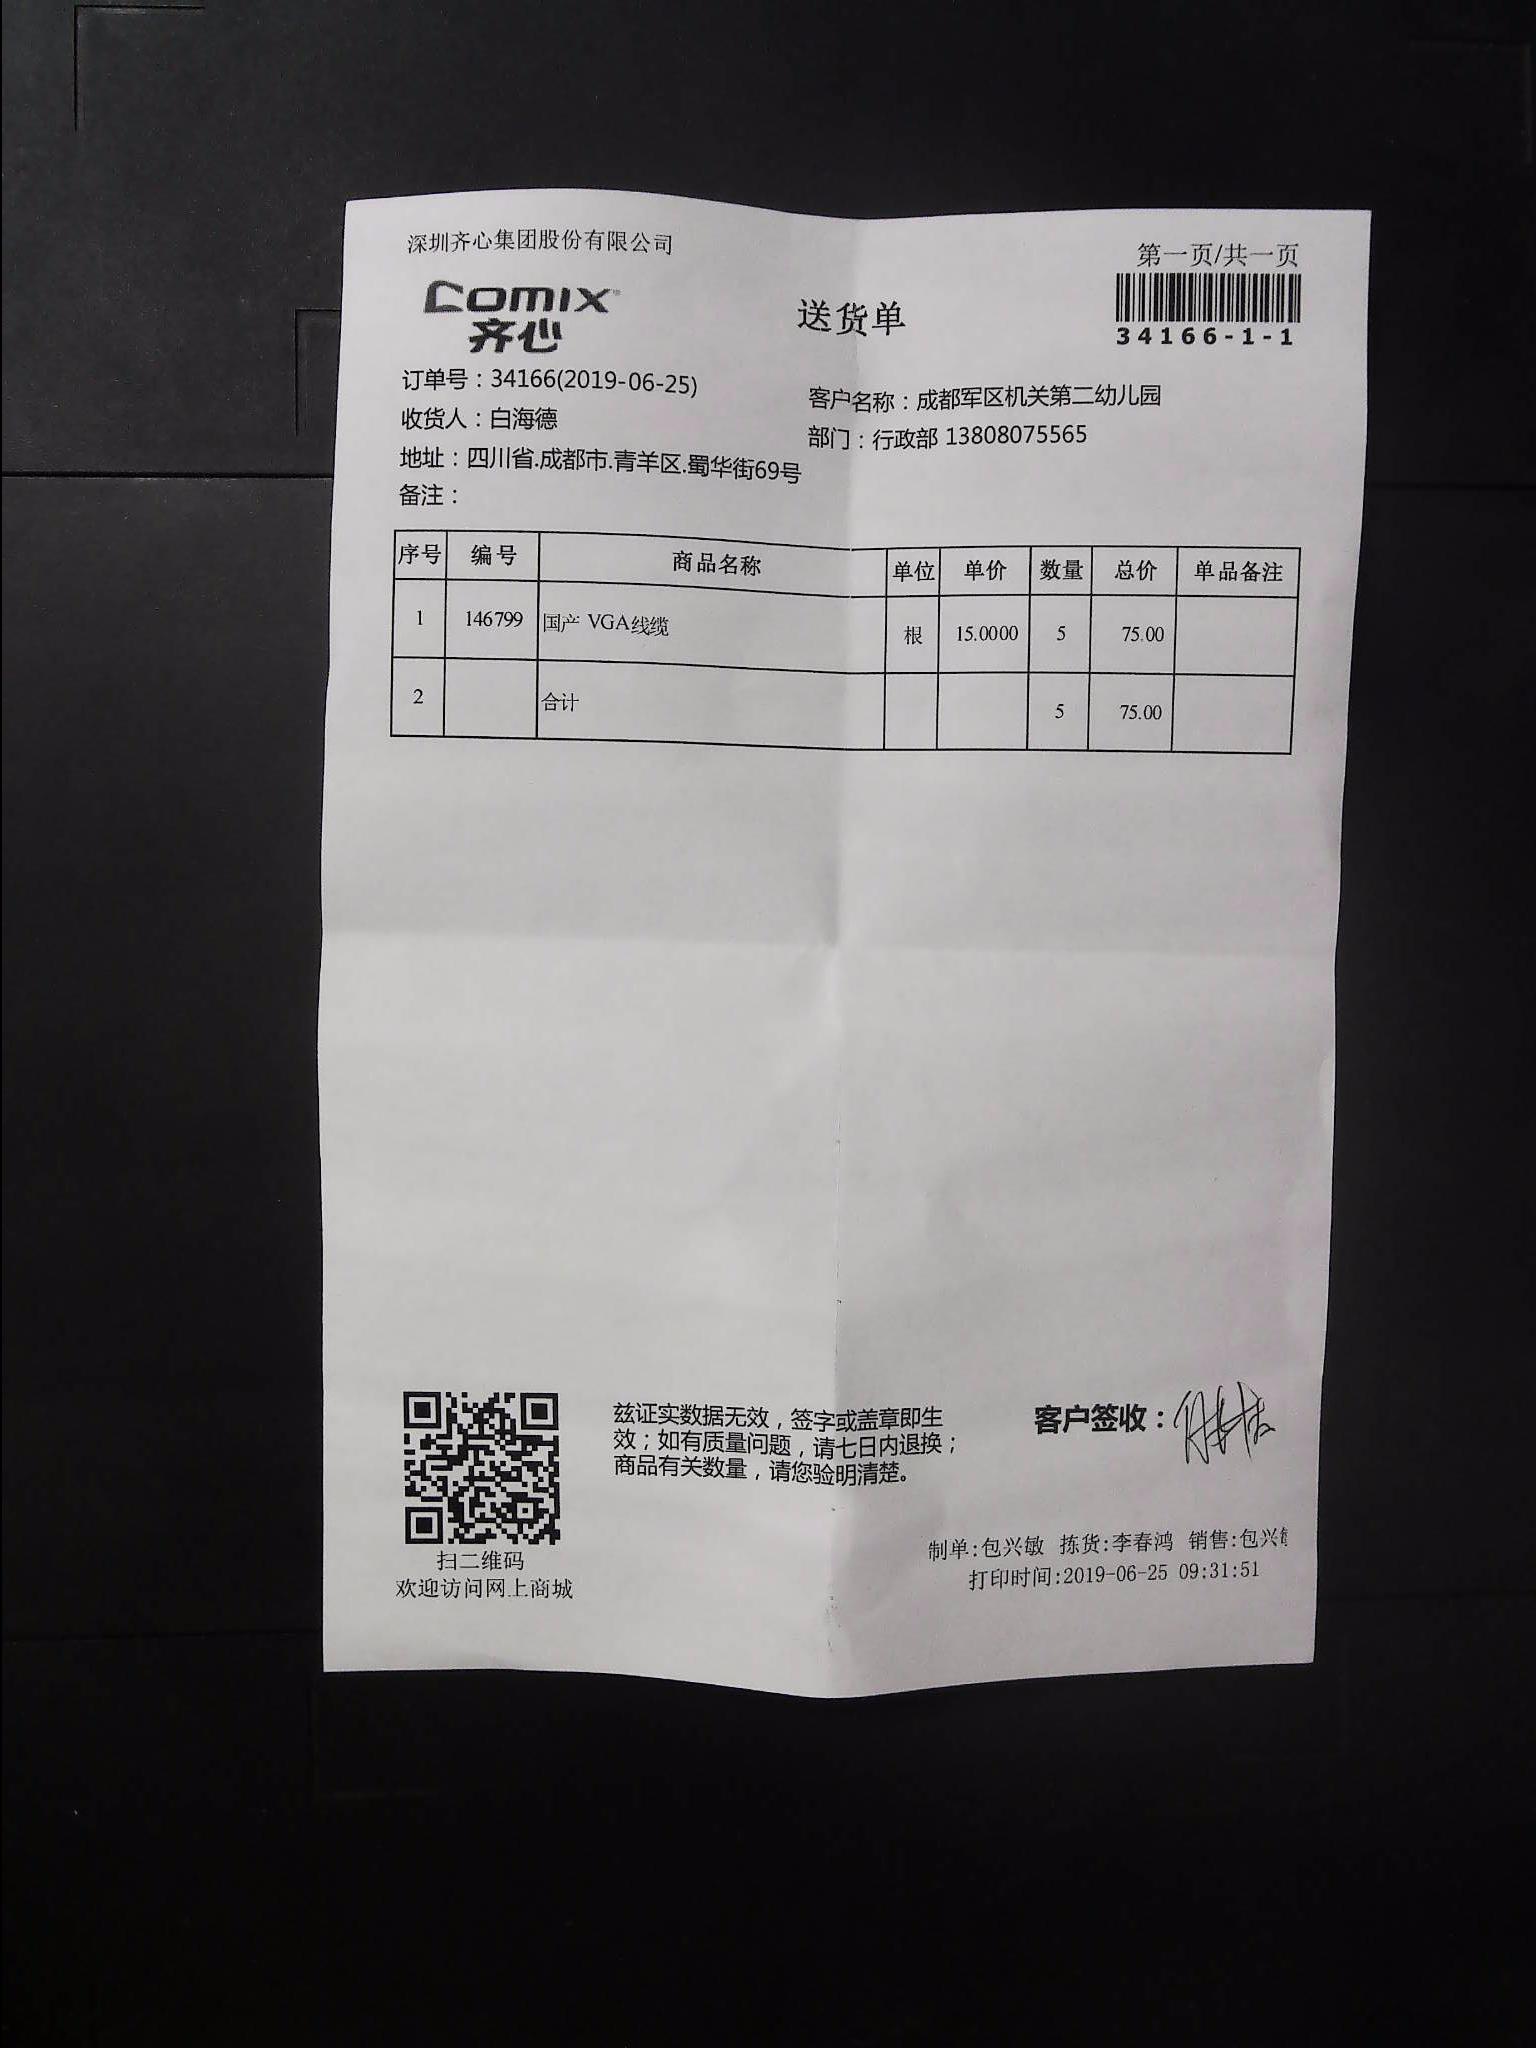 深圳齐心集团股份有限公司
第一页/共一页
COMIX
齐心
送货单
34166-1-1
订单号：34166(2019-06-25)
客户名称：成都军区机关第二幼儿园
收货人：白海德
部门：行政部 13808075565
地址：四川省.成都市.青羊区.蜀华街69号
备注：
序号 编号 商品名称 单位 单价 数量 总价 单品备注
1 146799 国产 VGA线缆 根 15.0000 5 75.00
2 合计 5 75.00
兹证实数据无效，签字或盖章即生
效；如有质量问题，请七日内退换；
商品有关数量，请您验明清楚。
客户签收：
扫二维码
欢迎访问网上商城
制单:包兴敏 拣货:李春鸿 销售:包兴
打印时间:2019-06-25 09:31:51